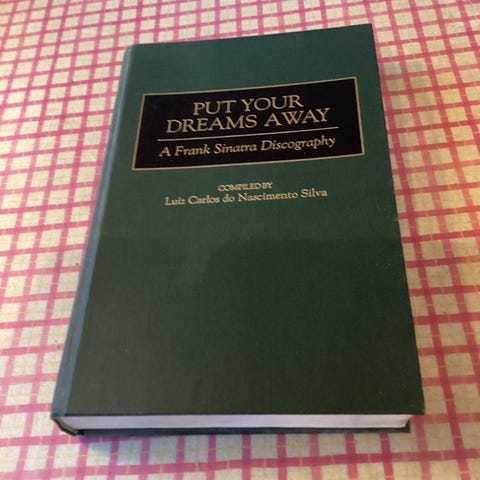 PUT YOUR
DREAMS AWAY
A Frank Sinatra Discography
COMPILED BY
Luiz Carlos do Nascimento Silva